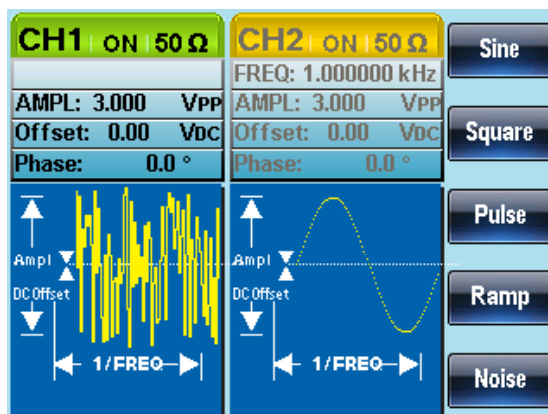 CH1 ON 50 Ω
AMPL: 3.000 VPP
Offset: 0.00 VDC
Phase: 0.0 °
Ampl
DC Offset
1/FREQ
CH2 ON 50 Ω
FREQ: 1.000000 kHz
AMPL: 3.000 VPP
Offset: 0.00 VDC
Phase: 0.0 °
Ampl
DC Offset
1/FREQ
Sine
Square
Pulse
Ramp
Noise